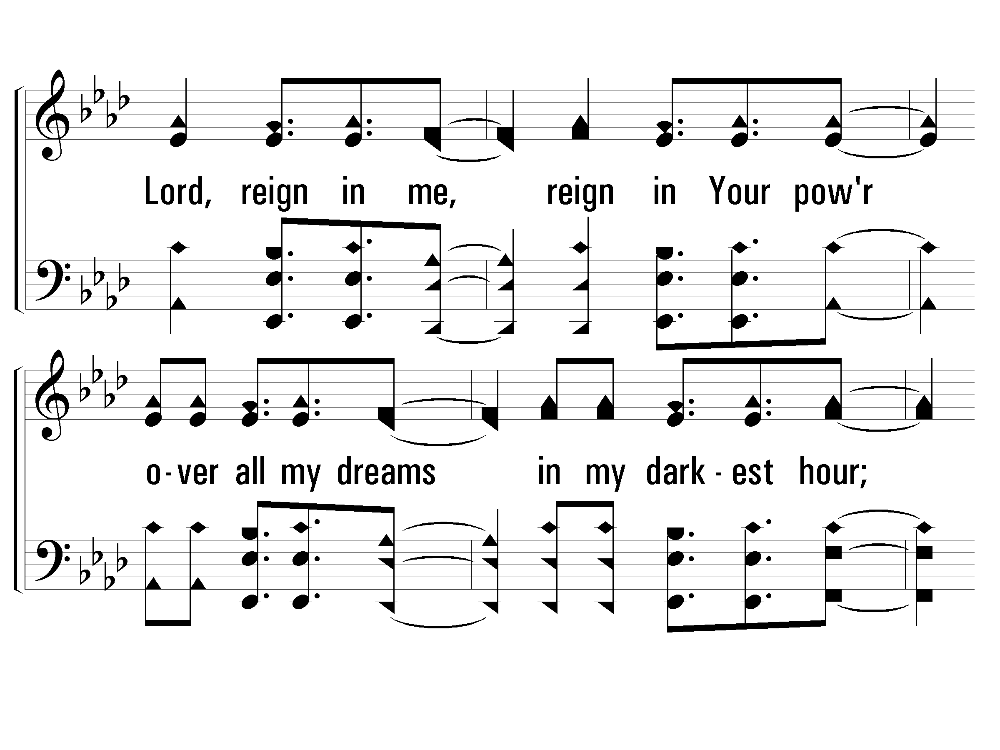 Lord, reign in me, reign in Your pow'r
o - ver all my dreams in my dark - est hour;